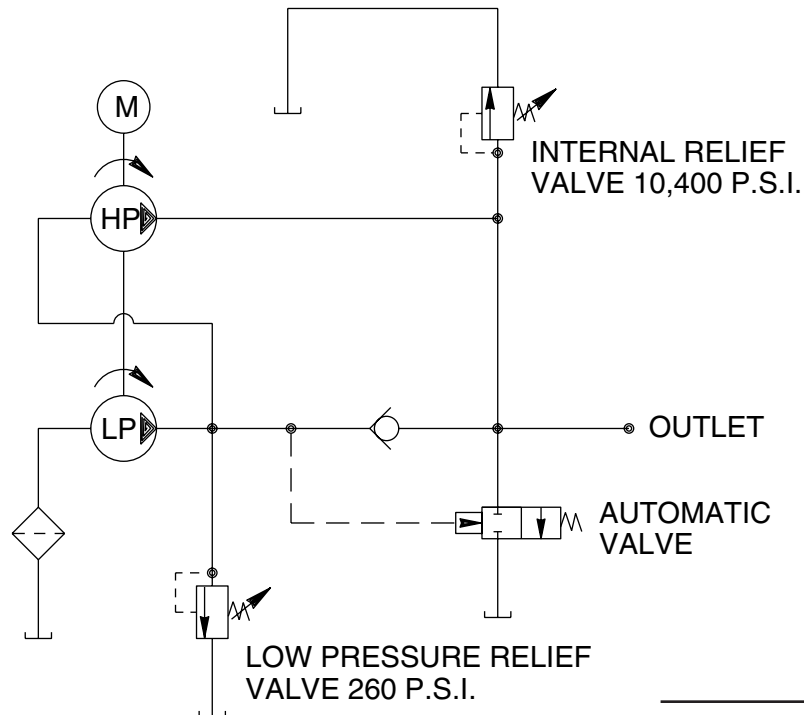 M
INTERNAL RELIEF
VALVE 10,400 P.S.I.
HP
LP
OUTLET
AUTOMATIC
VALVE
LOW PRESSURE RELIEF
VALVE 260 P.S.I.